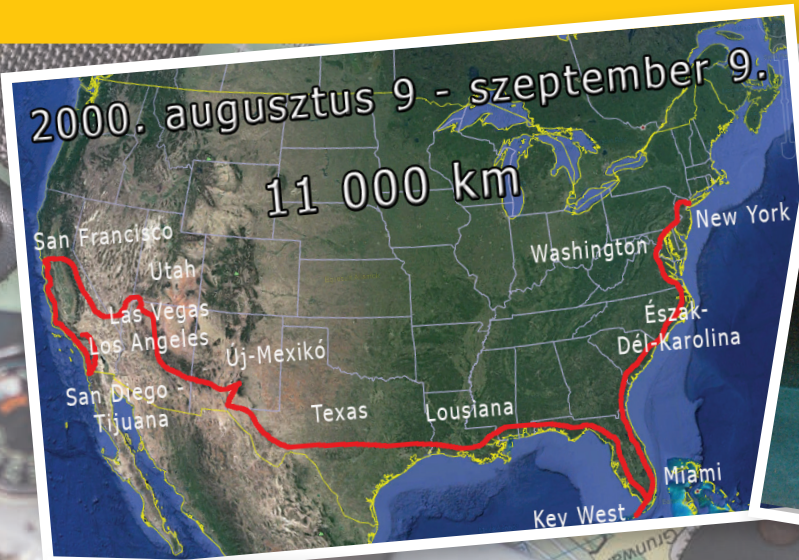 2000. augusztus 9 - szeptember 9.
11 000 km
New York
San Francisco
Washington
Utah
Las Vegas
Észak-
Dél-Karolina
Los Angeles
Új-Mexikó
San Diego -
Tijuana
Texas
Lousiana
Miami
Key West